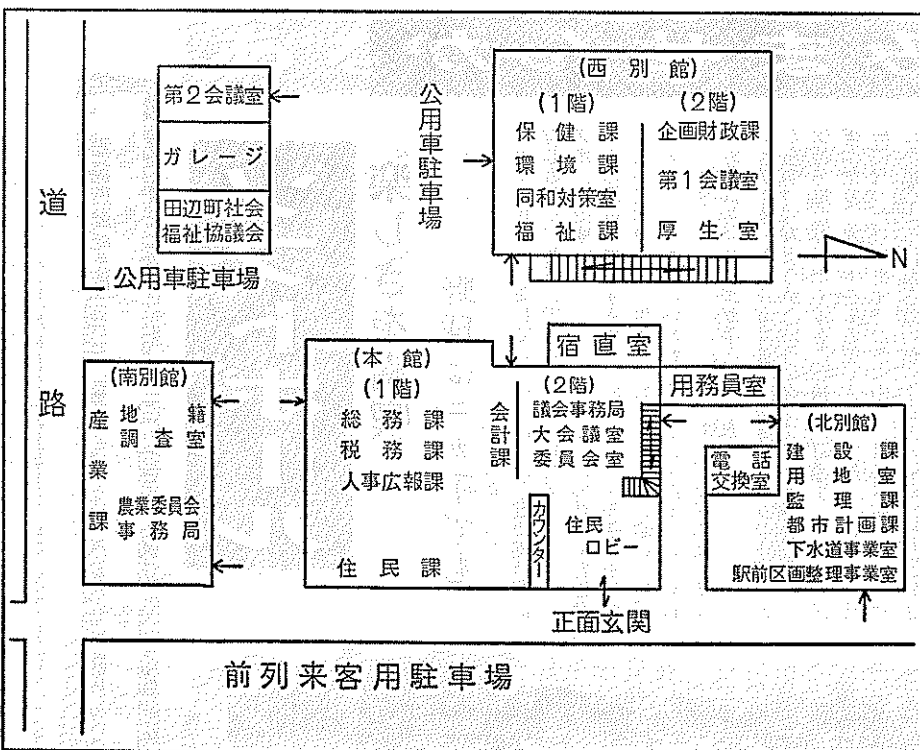 道路
第2会議室
ガレージ
田辺町社会
福祉協議会
公用車駐車場
公用車駐車場
(西別館)
(1階)
保健課
環境課
同和対策室
福祉課
(2階)
企画財政課
第1会議室
厚生室
N
(南別館)
産業課
地籍
調査室
農業委員会
事務局
(本館)
(1階)
総務課
税務課
人事広報課
住民課
会計課
カウンター
宿直室
(2階)
議会事務局
大会議室
委員会室
住民
ロビー
正面玄関
用務員室
電話
交換室
(北別館)
建設課
用地室
監理課
都市計画課
下水道事業室
駅前区画整理事業室
前列来客用駐車場